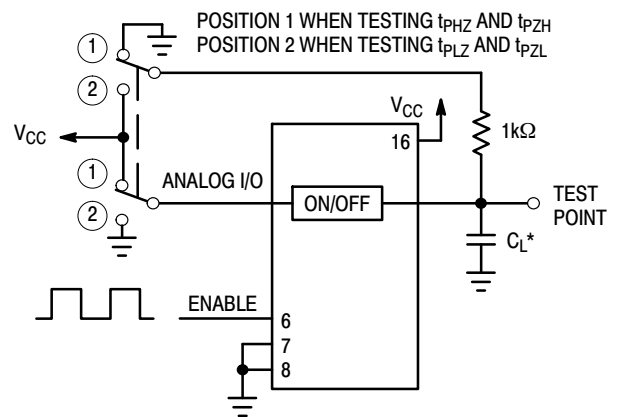 POSITION 1 WHEN TESTING tPHZ AND tPZH
POSITION 2 WHEN TESTING tPLZ AND tPZL
1
2
VCC
VCC
16
1kΩ
1
ANALOG I/O
ON/OFF
TEST
POINT
2
CL*
ENABLE
6
7
8